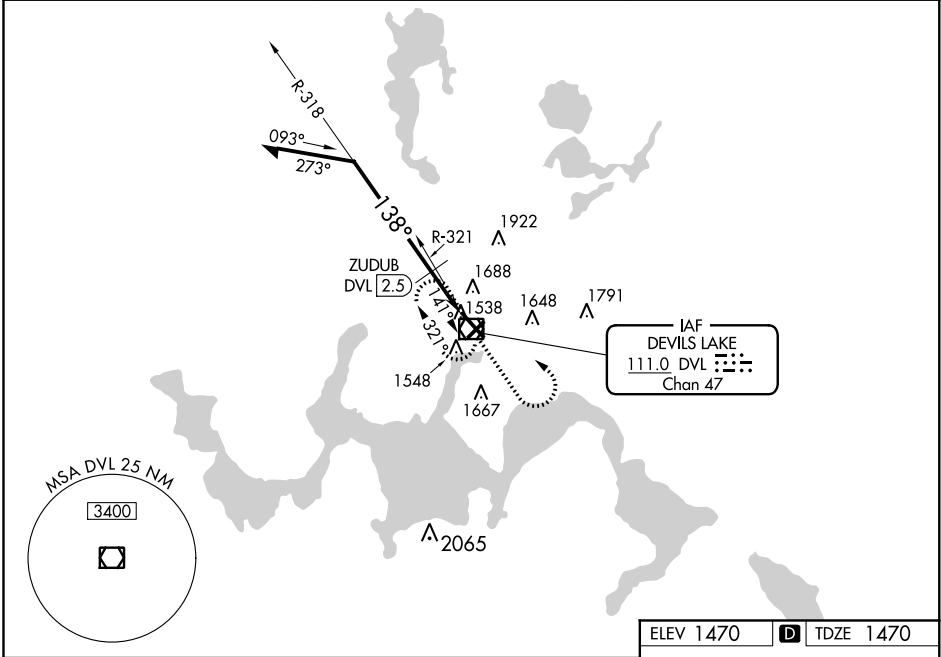 R-318
093°
273°
138°
R-321
1922
ZUDUB
DVL 2.5
1688
141°
1538
1648
1791
321°
IAF
DEVILS LAKE
111.0 DVL
Chan 47
1548
1667
MSA DVL 25 NM
3400
2065
ELEV 1470 D TDZE 1470